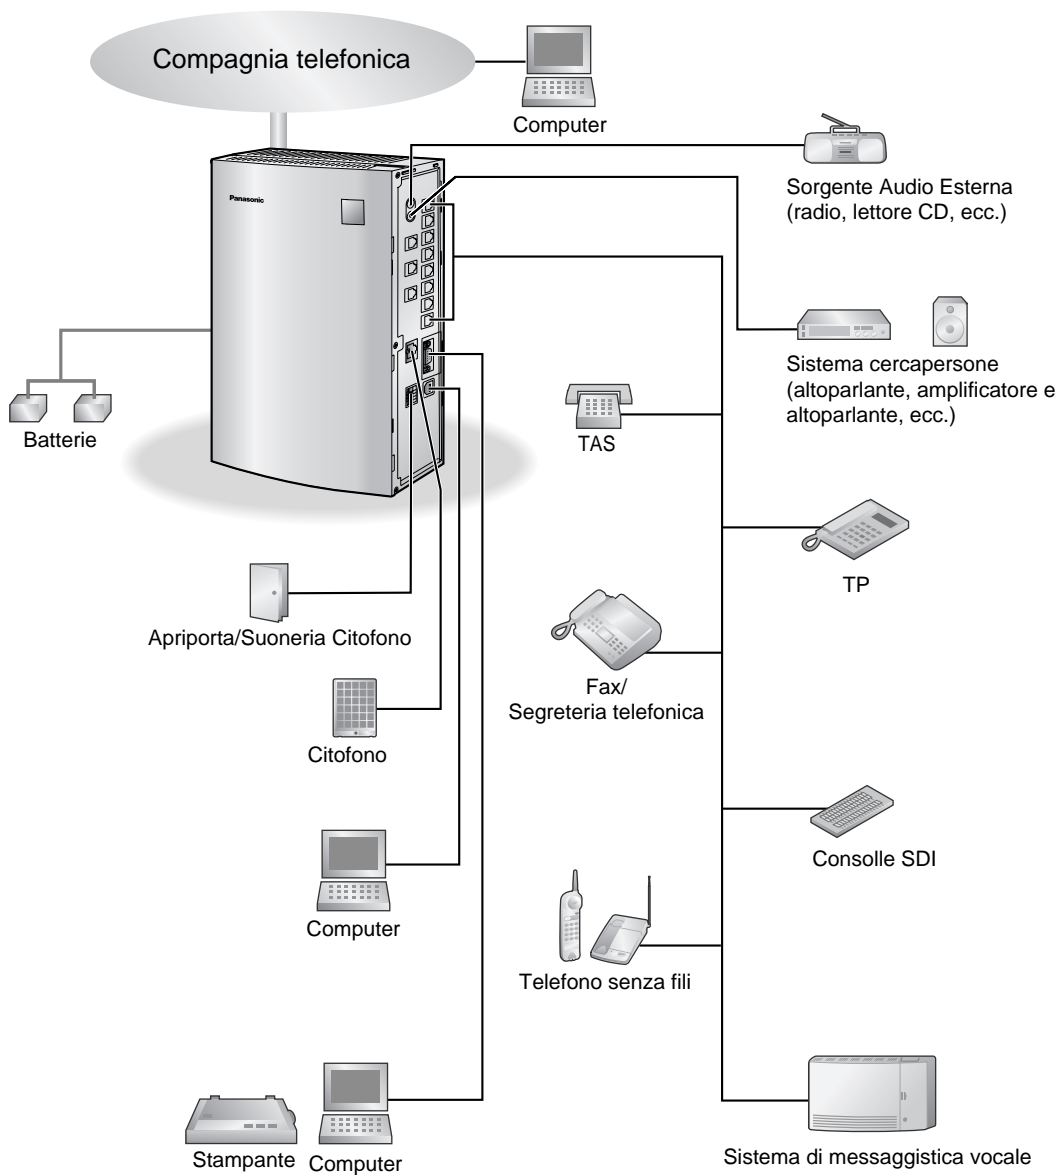 Compagnia telefonica
Computer
Sorgente Audio Esterna
(radio, lettore CD, ecc.)
Panasonic
Sistema cercapersone
(altoparlante, amplificatore e
altoparlante, ecc.)
Batterie
TAS
TP
Apriporta/Suoneria Citofono
Fax/
Segreteria telefonica
Citofono
Consolle SDI
Computer
Telefono senza fili
Stampante
Computer
Sistema di messaggistica vocale